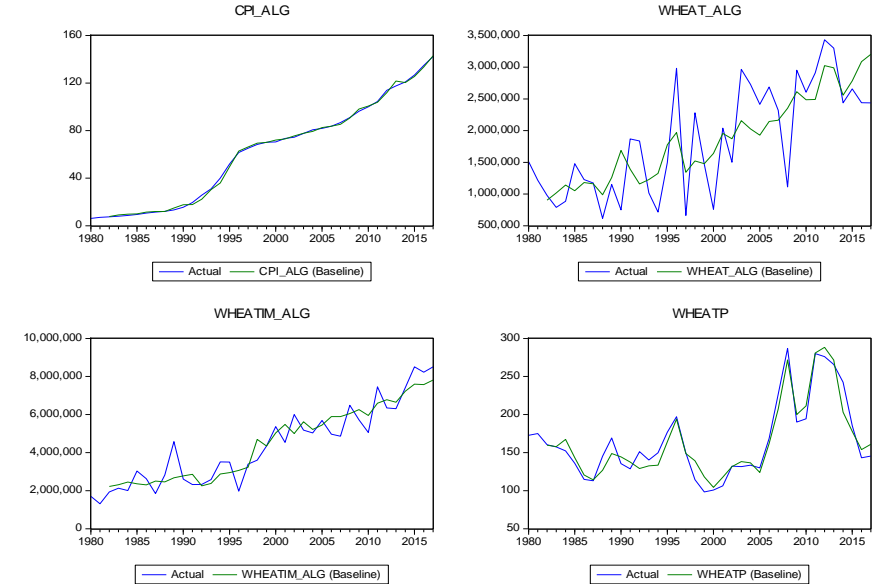 CPI_ALG
160
120
80
40
0
1980 1985 1990 1995 2000 2005 2010 2015
Actual CPI_ALG (Baseline)
WHEAT_ALG
3,500,000
3,000,000
2,500,000
2,000,000
1,500,000
1,000,000
500,000
1980 1985 1990 1995 2000 2005 2010 2015
Actual WHEAT_ALG (Baseline)
WHEATIM_ALG
10,000,000
8,000,000
6,000,000
4,000,000
2,000,000
0
1980 1985 1990 1995 2000 2005 2010 2015
Actual WHEATIM_ALG (Baseline)
WHEATP
300
250
200
150
100
50
1980 1985 1990 1995 2000 2005 2010 2015
Actual WHEATP (Baseline)